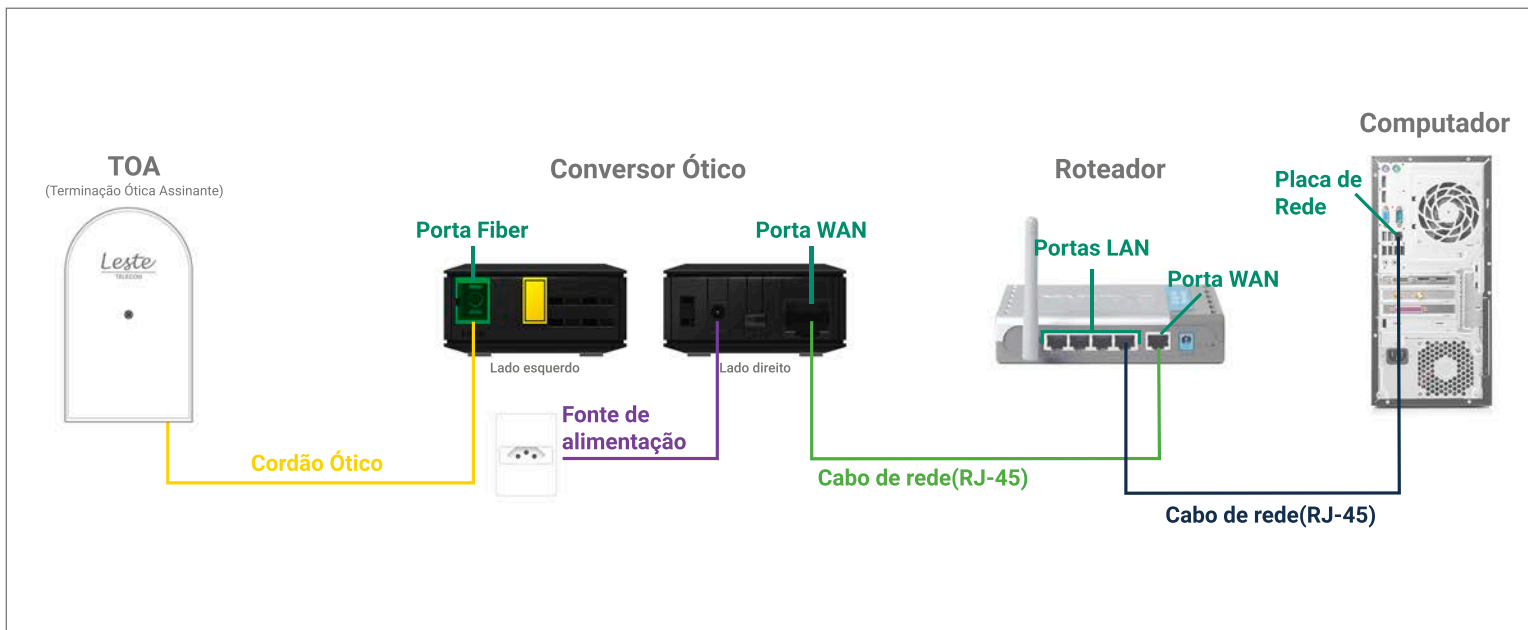 TOA
(Terminação Ótica Assinante)
Leste
TELECOM
Conversor Ótico
Porta Fiber
Porta WAN
Lado esquerdo
Lado direito
Fonte de
alimentação
Cordão Ótico
Cabo de rede(RJ-45)
Roteador
Portas LAN
Porta WAN
Computador
Placa de
Rede
Cabo de rede(RJ-45)